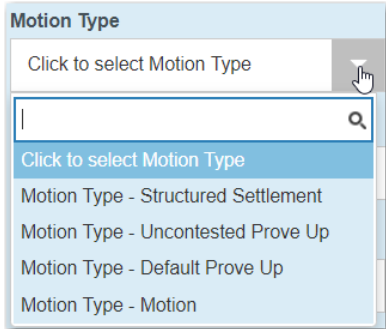 Motion Type
Click to select Motion Type
Click to select Motion Type
Motion Type - Structured Settlement
Motion Type - Uncontested Prove Up
Motion Type - Default Prove Up
Motion Type - Motion